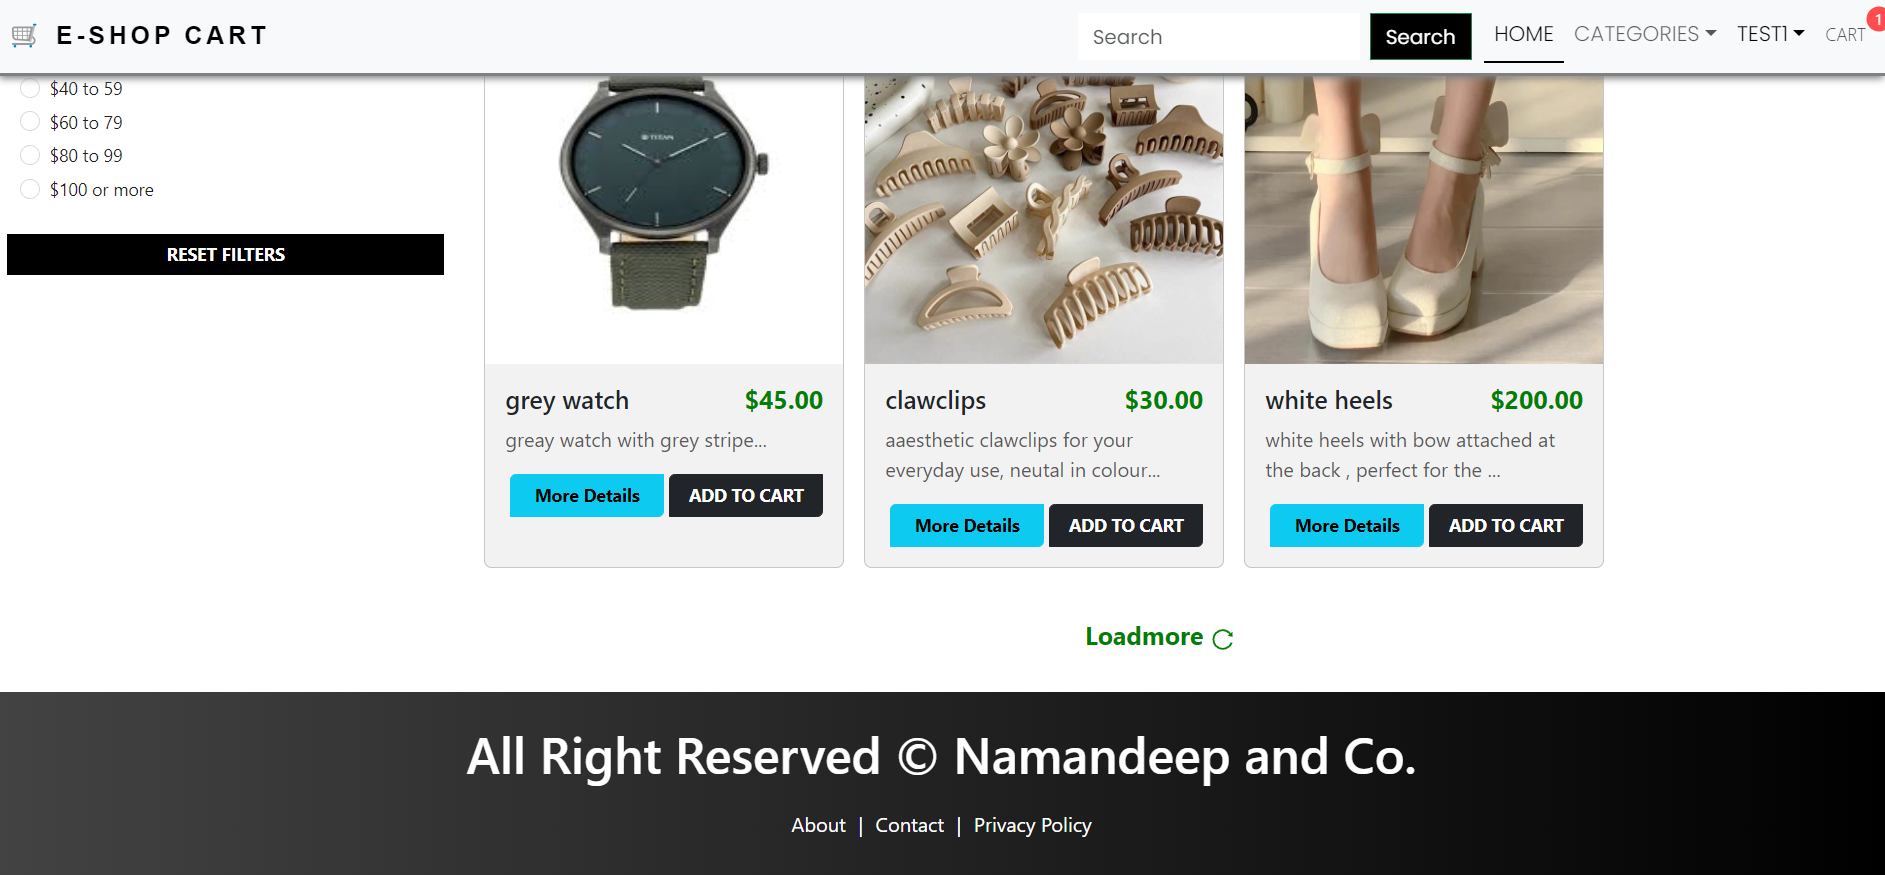 E-SHOP CART
Search
Search
HOME
CATEGORIES
TEST1
CART
1
$40 to 59
$60 to 79
$80 to 99
$100 or more
RESET FILTERS
TITAN
grey watch $45.00
greay watch with grey stripe...
More Details ADD TO CART
clawclips $30.00
aaesthetic clawclips for your
everyday use, neutal in colour...
More Details ADD TO CART
white heels $200.00
white heels with bow attached at
the back , perfect for the ...
More Details ADD TO CART
Loadmore
All Right Reserved © Namandeep and Co.
About | Contact | Privacy Policy